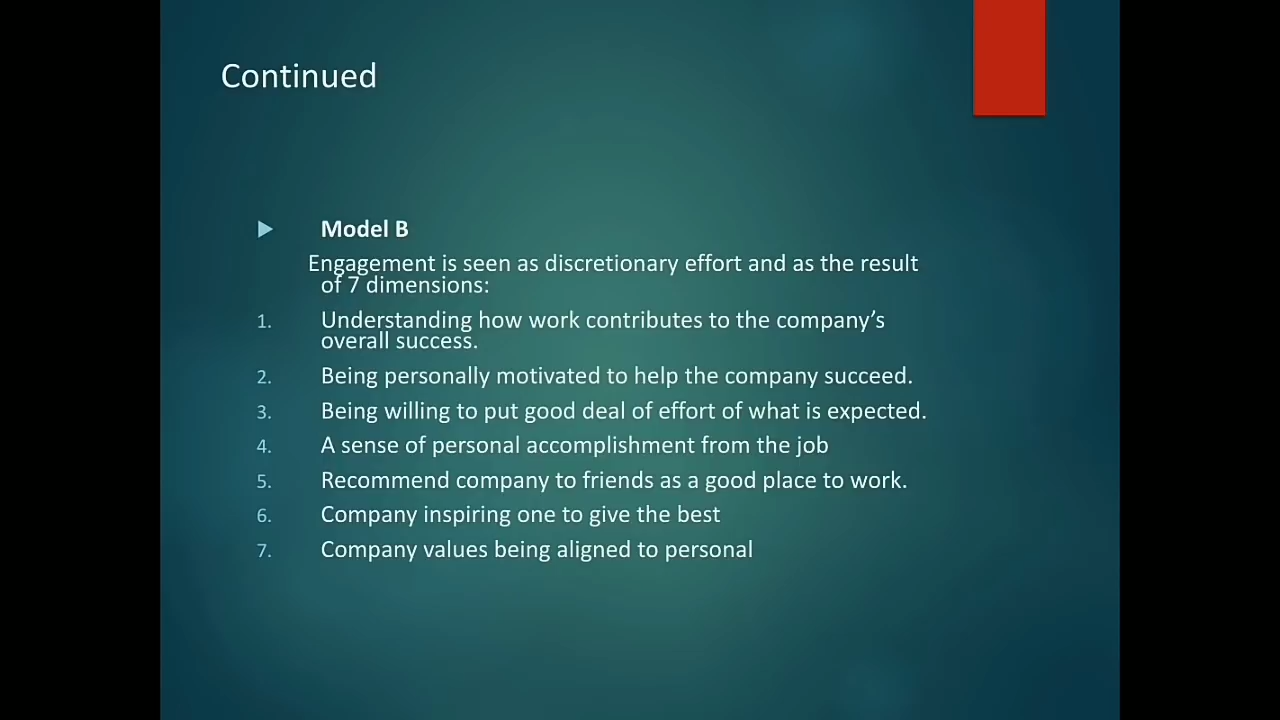 Continued
Model B
Engagement is seen as discretionary effort and as the result
of 7 dimensions:
1. Understanding how work contributes to the company’s
overall success.
2. Being personally motivated to help the company succeed.
3. Being willing to put good deal of effort of what is expected.
4. A sense of personal accomplishment from the job
5. Recommend company to friends as a good place to work.
6. Company inspiring one to give the best
7. Company values being aligned to personal